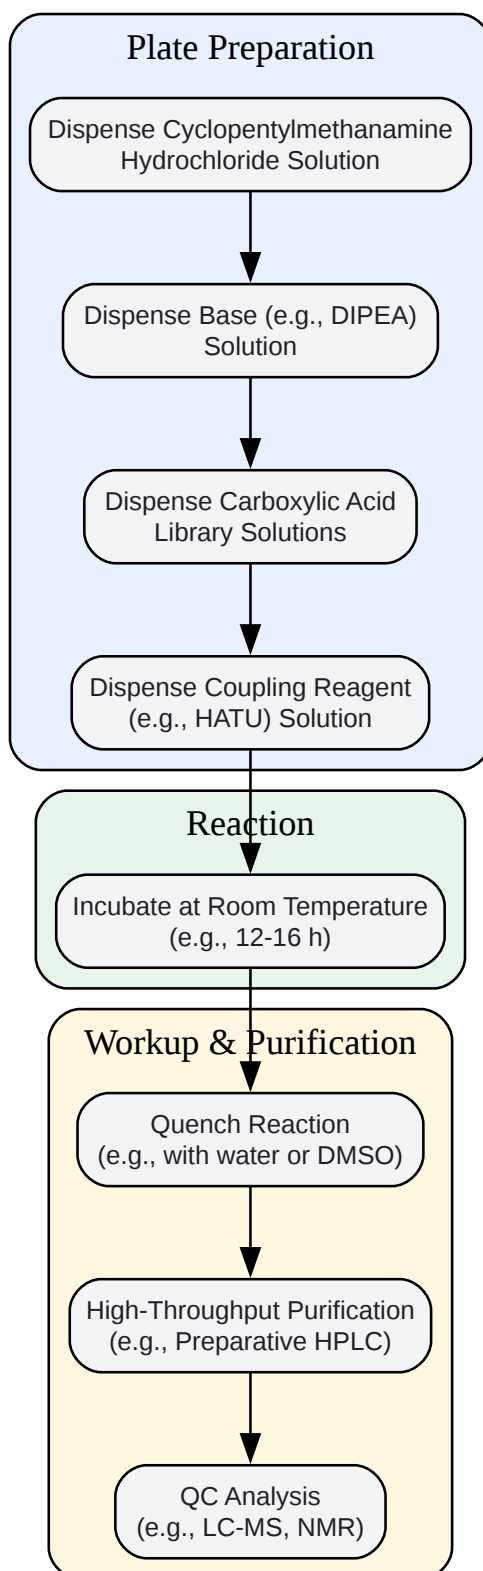 Plate Preparation
Dispense Cyclopentylmethanamine
Hydrochloride Solution
Dispense Base (e.g., DIPEA)
Solution
Dispense Carboxylic Acid
Library Solutions
Dispense Coupling Reagent
(e.g., HATU) Solution
Reaction
Incubate at Room Temperature
(e.g., 12-16 h)
Workup & Purification
Quench Reaction
(e.g., with water or DMSO)
High-Throughput Purification
(e.g., Preparative HPLC)
QC Analysis
(e.g., LC-MS, NMR)